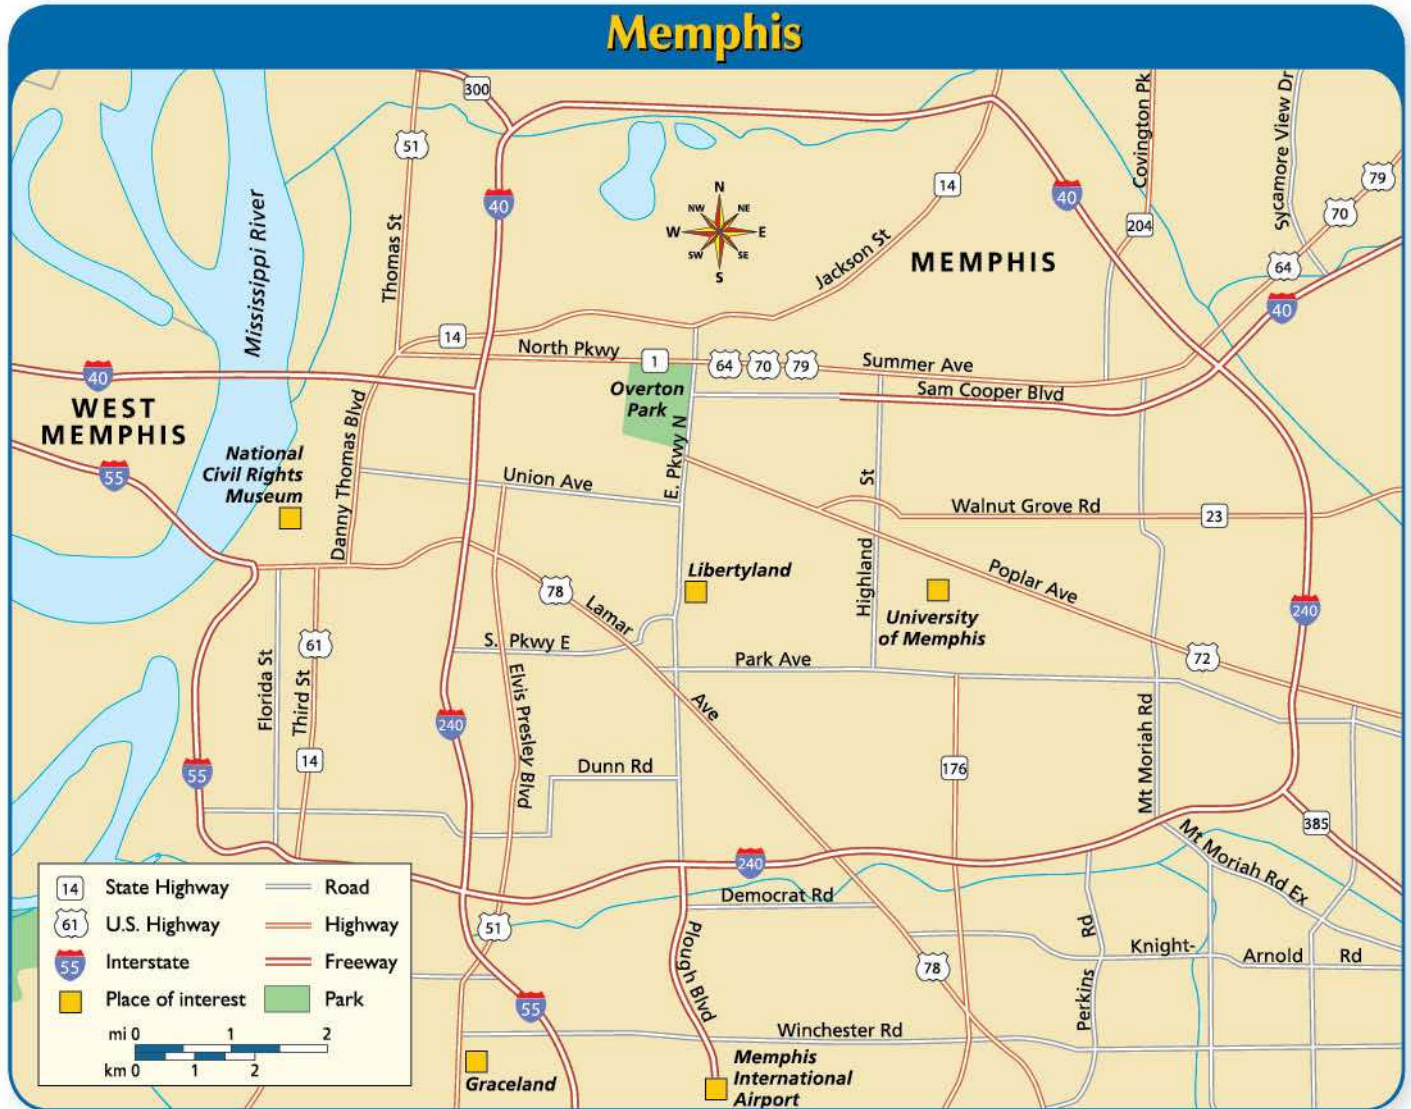 Memphis
300
51
40
Thomas St
Mississippi River
N
NW
NE
W
E
SW
SE
S
14
Jackson St
MEMPHIS
40
Covington Pk
204
Sycamore View Dr
79
70
64
40
14
North Pkwy
1
64
70
79
Summer Ave
Sam Cooper Blvd
Overton
Park
E. Pkwy N
40
WEST
MEMPHIS
55
National
Civil Rights
Museum
Danny Thomas Blvd
Union Ave
Highland St
Walnut Grove Rd
23
Poplar Ave
Libertyland
University
of Memphis
78
Lamar Ave
240
72
S. Pkwy E
Park Ave
61
Florida St
Third St
14
55
240
Elvis Presley Blvd
Dunn Rd
176
Mt Moriah Rd
385
Mt Moriah Rd Ex
240
Democrat Rd
51
Plough Blvd
78
Perkins Rd
Knight-Arnold Rd
55
Winchester Rd
Graceland
Memphis
International
Airport
14 State Highway
Road
61 U.S. Highway
Highway
55 Interstate
Freeway
Place of interest
Park
mi 0 1 2
km 0 1 2
2